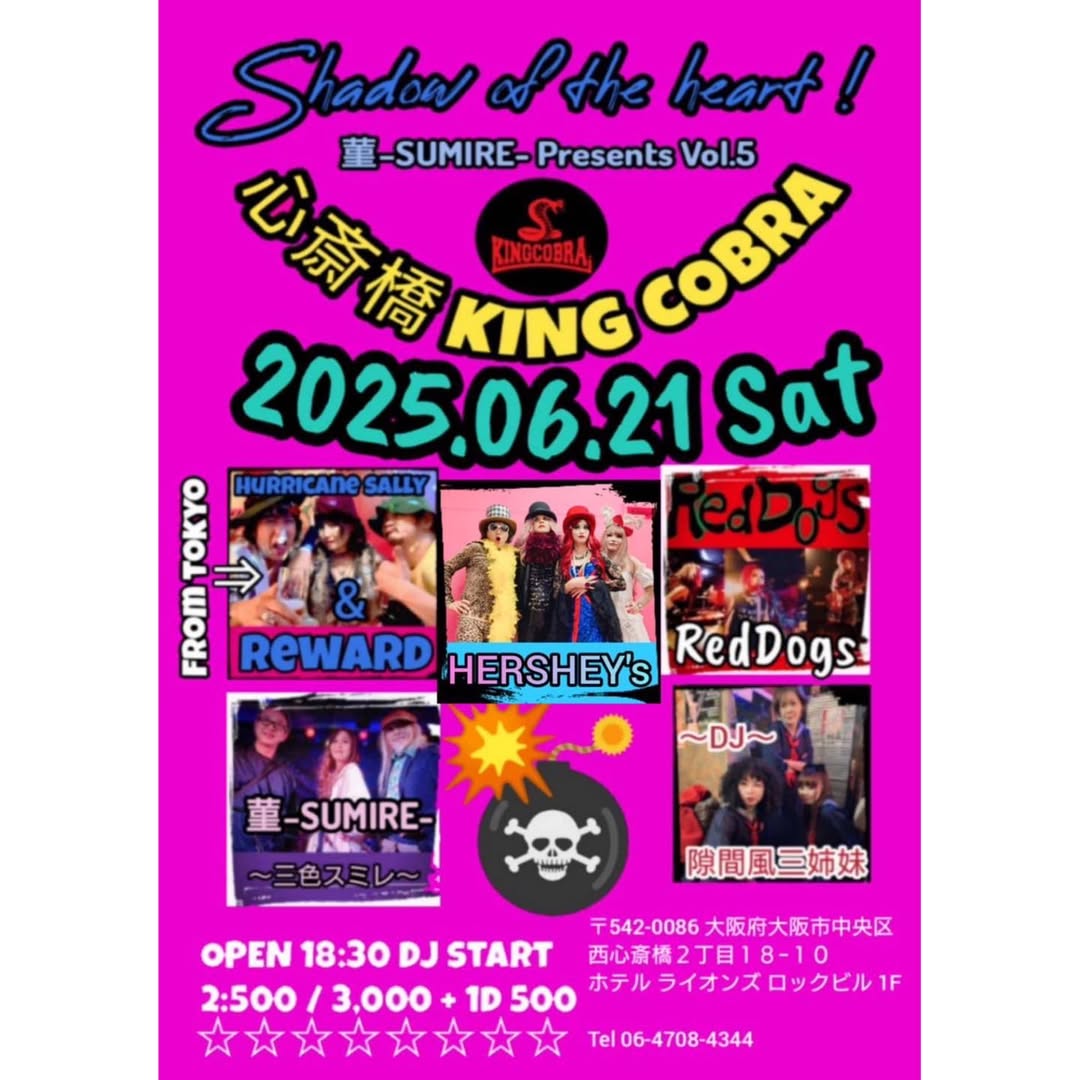 Shadow of the heart !
菫-SUMIRE- Presents Vol.5
KINGCOBRA
心斎橋 KING COBRA
2025.06.21 Sat
FROM TOKYO
HURRICANE SALLY
&
REWARD
HERSHEY's
RedDogs
RedDogs
菫-SUMIRE-
～三色スミレ～
～DJ～
隙間風三姉妹
OPEN 18:30 DJ START
2:500 / 3,000 + 1D 500
☆☆☆☆☆☆☆☆
〒542-0086 大阪府大阪市中央区
西心斎橋２丁目１８−１０
ホテル ライオンズ ロックビル 1F
Tel 06-4708-4344